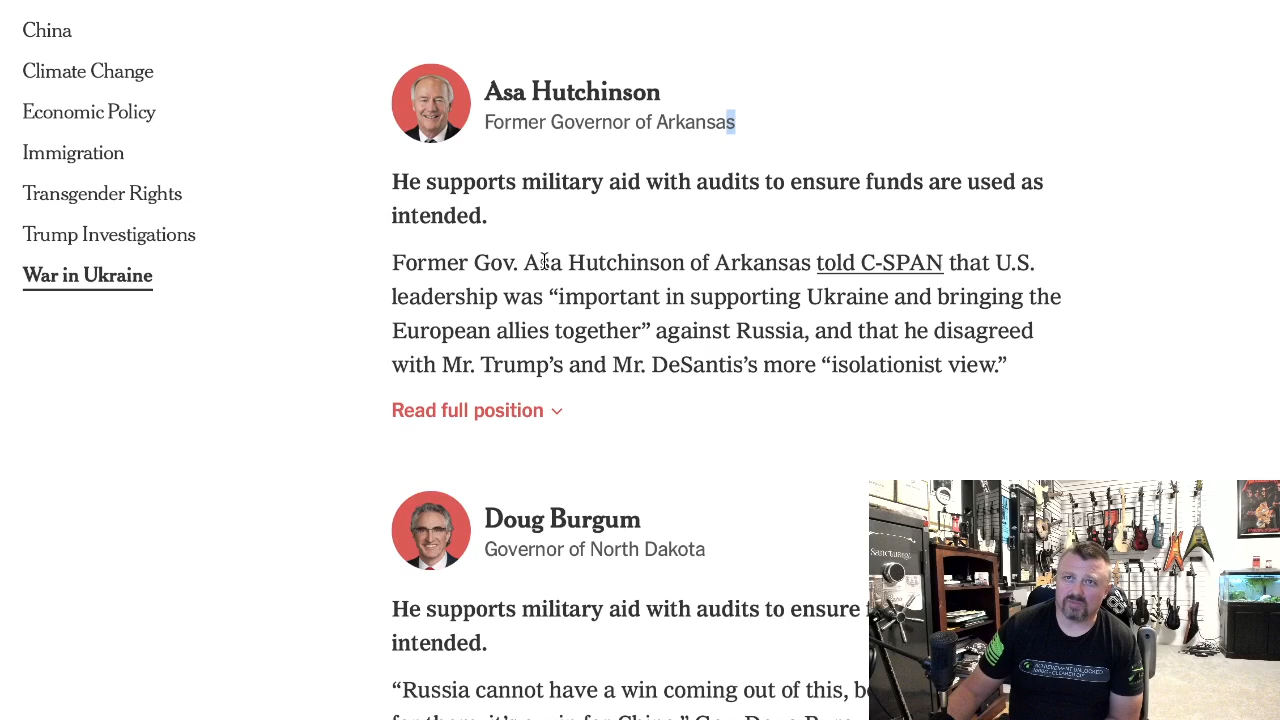 China
Climate Change
Economic Policy
Immigration
Transgender Rights
Trump Investigations
War in Ukraine
Asa Hutchinson
Former Governor of Arkansas
He supports military aid with audits to ensure funds are used as
intended.
Former Gov. Asa Hutchinson of Arkansas told C-SPAN that U.S.
leadership was “important in supporting Ukraine and bringing the
European allies together” against Russia, and that he disagreed
with Mr. Trump’s and Mr. DeSantis’s more “isolationist view.”
Read full position
Doug Burgum
Governor of North Dakota
He supports military aid with audits to ensure
intended.
“Russia cannot have a win coming out of this,
Sanctuary
ACHIEVEMENT UNLOCKED